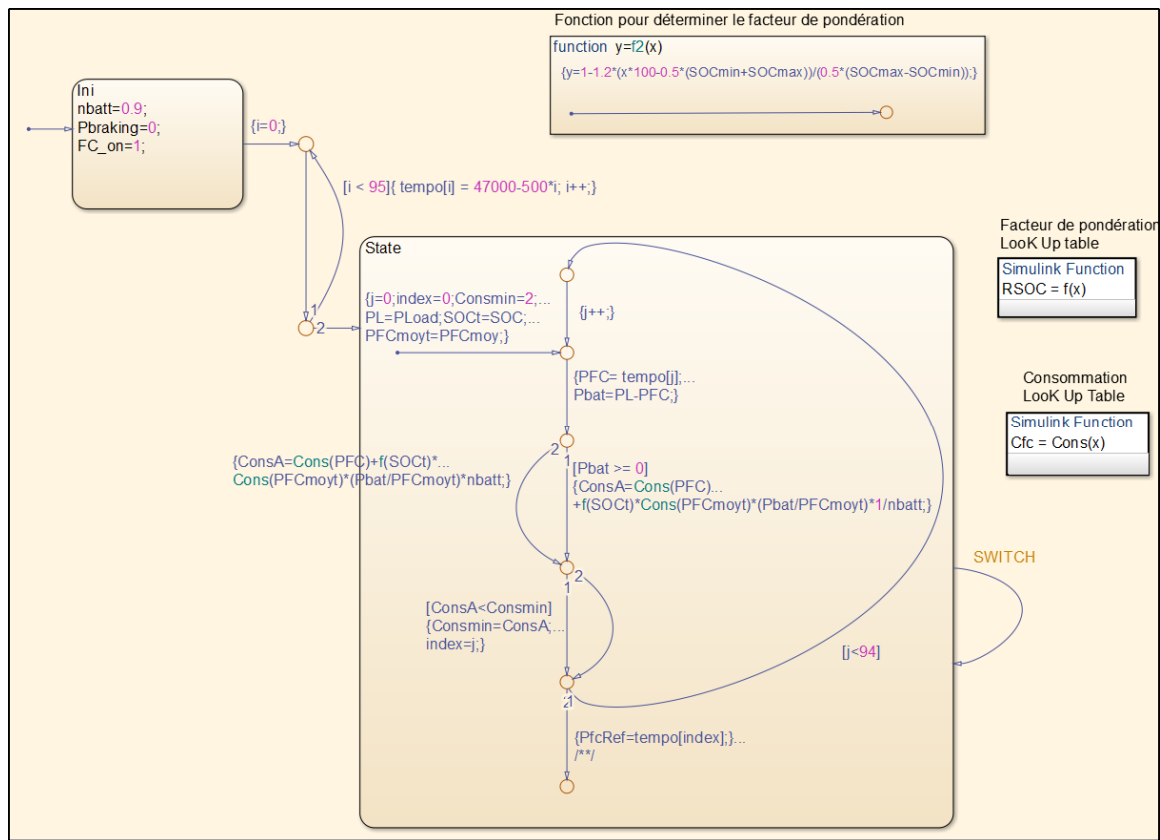 Fonction pour déterminer le facteur de pondération
function y=f2(x)
{y=1-1.2*(x*100-0.5*(SOCmin+SOCmax))/(0.5*(SOCmax-SOCmin));}
Ini
nbatt=0.9;
Pbraking=0;
FC_on=1;
{i=0;}
[i < 95]{ tempo[i] = 47000-500*i; i++;}
1
2
State
{j=0;index=0;Consmin=2;...
PL=PLoad;SOCt=SOC;...
PFCmoyt=PFCmoy;}
{j++;}
{PFC= tempo[j];...
Pbat=PL-PFC;}
2
1
{ConsA=Cons(PFC)+f(SOCt)*...
Cons(PFCmoyt)*(Pbat/PFCmoyt)*nbatt;}
[Pbat >= 0]
{ConsA=Cons(PFC)...
+f(SOCt)*Cons(PFCmoyt)*(Pbat/PFCmoyt)*1/nbatt;}
2
1
[ConsA<Consmin]
{Consmin=ConsA;...
index=j;}
[j<94]
2
1
{PfcRef=tempo[index];}...
/**/
Facteur de pondération
LooK Up table
Simulink Function
RSOC = f(x)
Consommation
LooK Up Table
Simulink Function
Cfc = Cons(x)
SWITCH